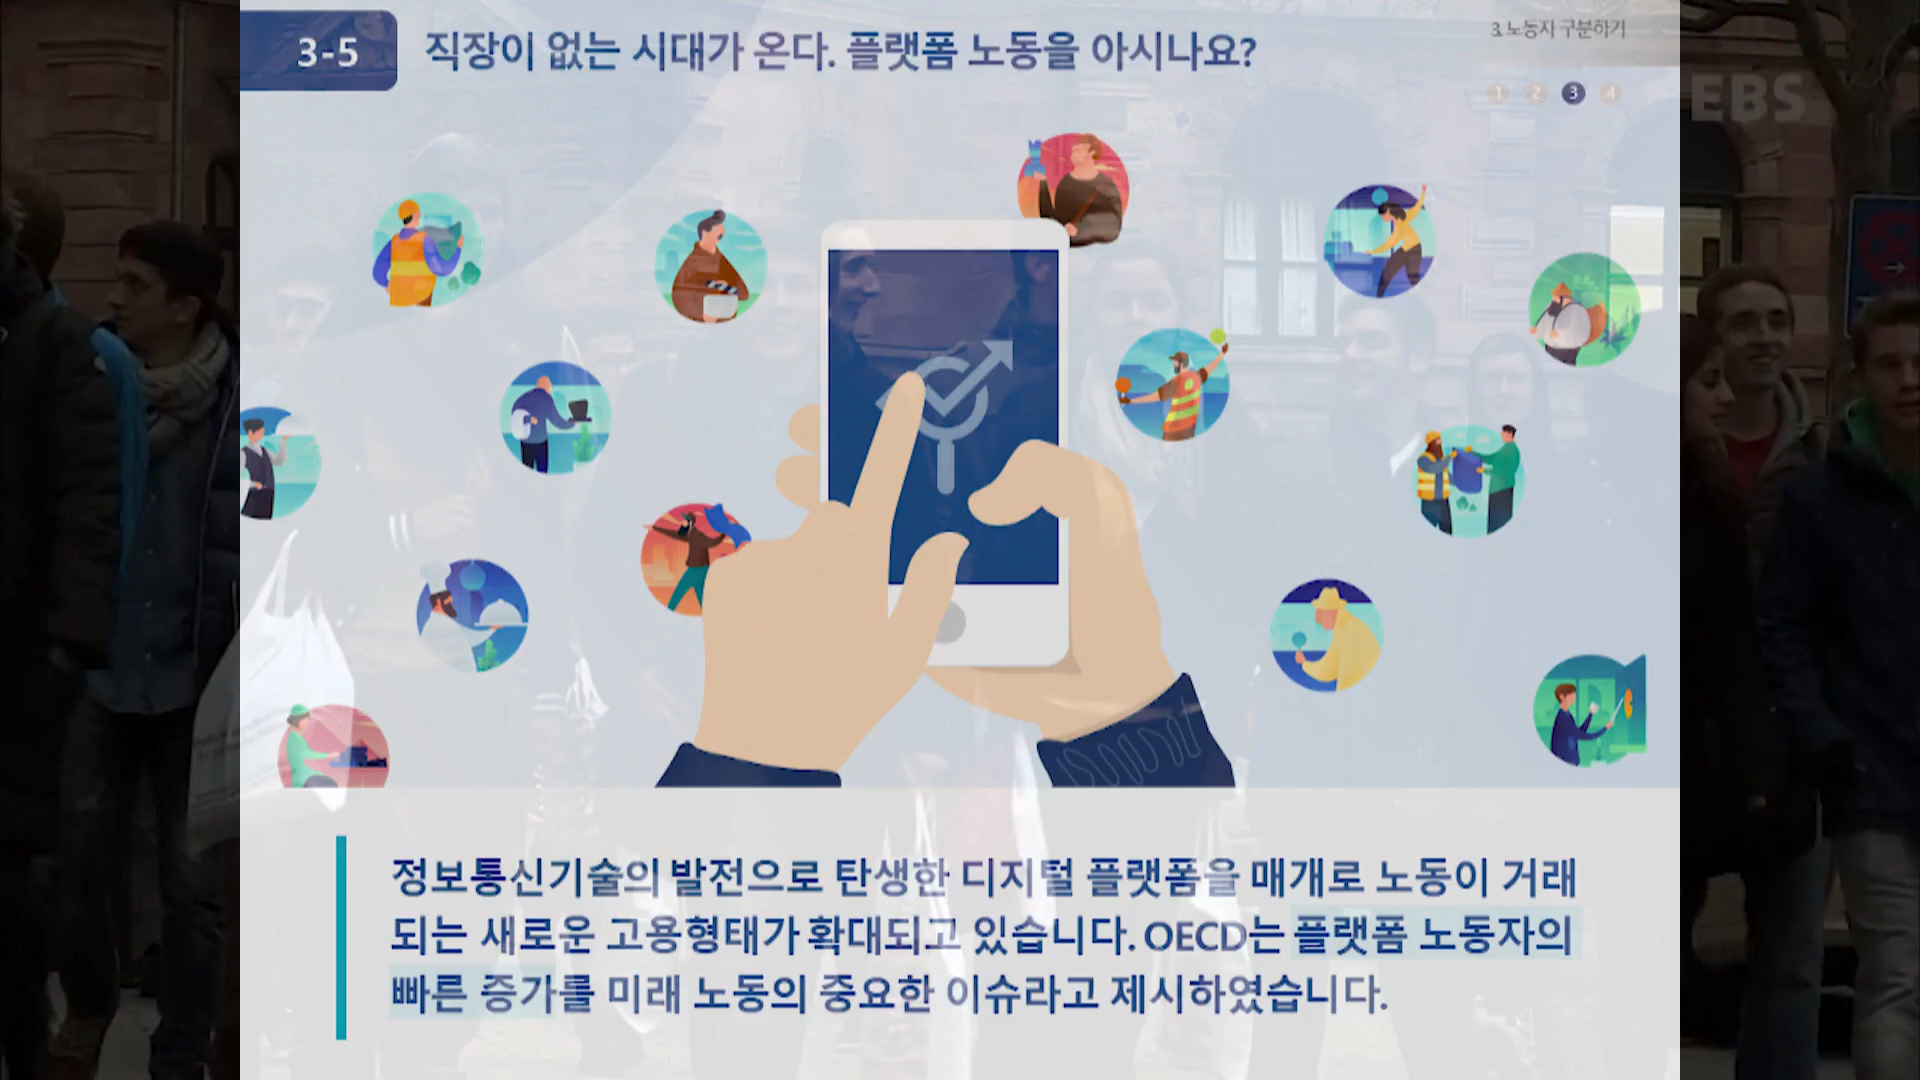 3-5
직장이 없는 시대가 온다. 플랫폼 노동을 아시나요?
3. 노동자 구분하기
1 2 3 4
EBS
정보통신기술의 발전으로 탄생한 디지털 플랫폼을 매개로 노동이 거래
되는 새로운 고용형태가 확대되고 있습니다. OECD는 플랫폼 노동자의
빠른 증가를 미래 노동의 중요한 이슈라고 제시하였습니다.